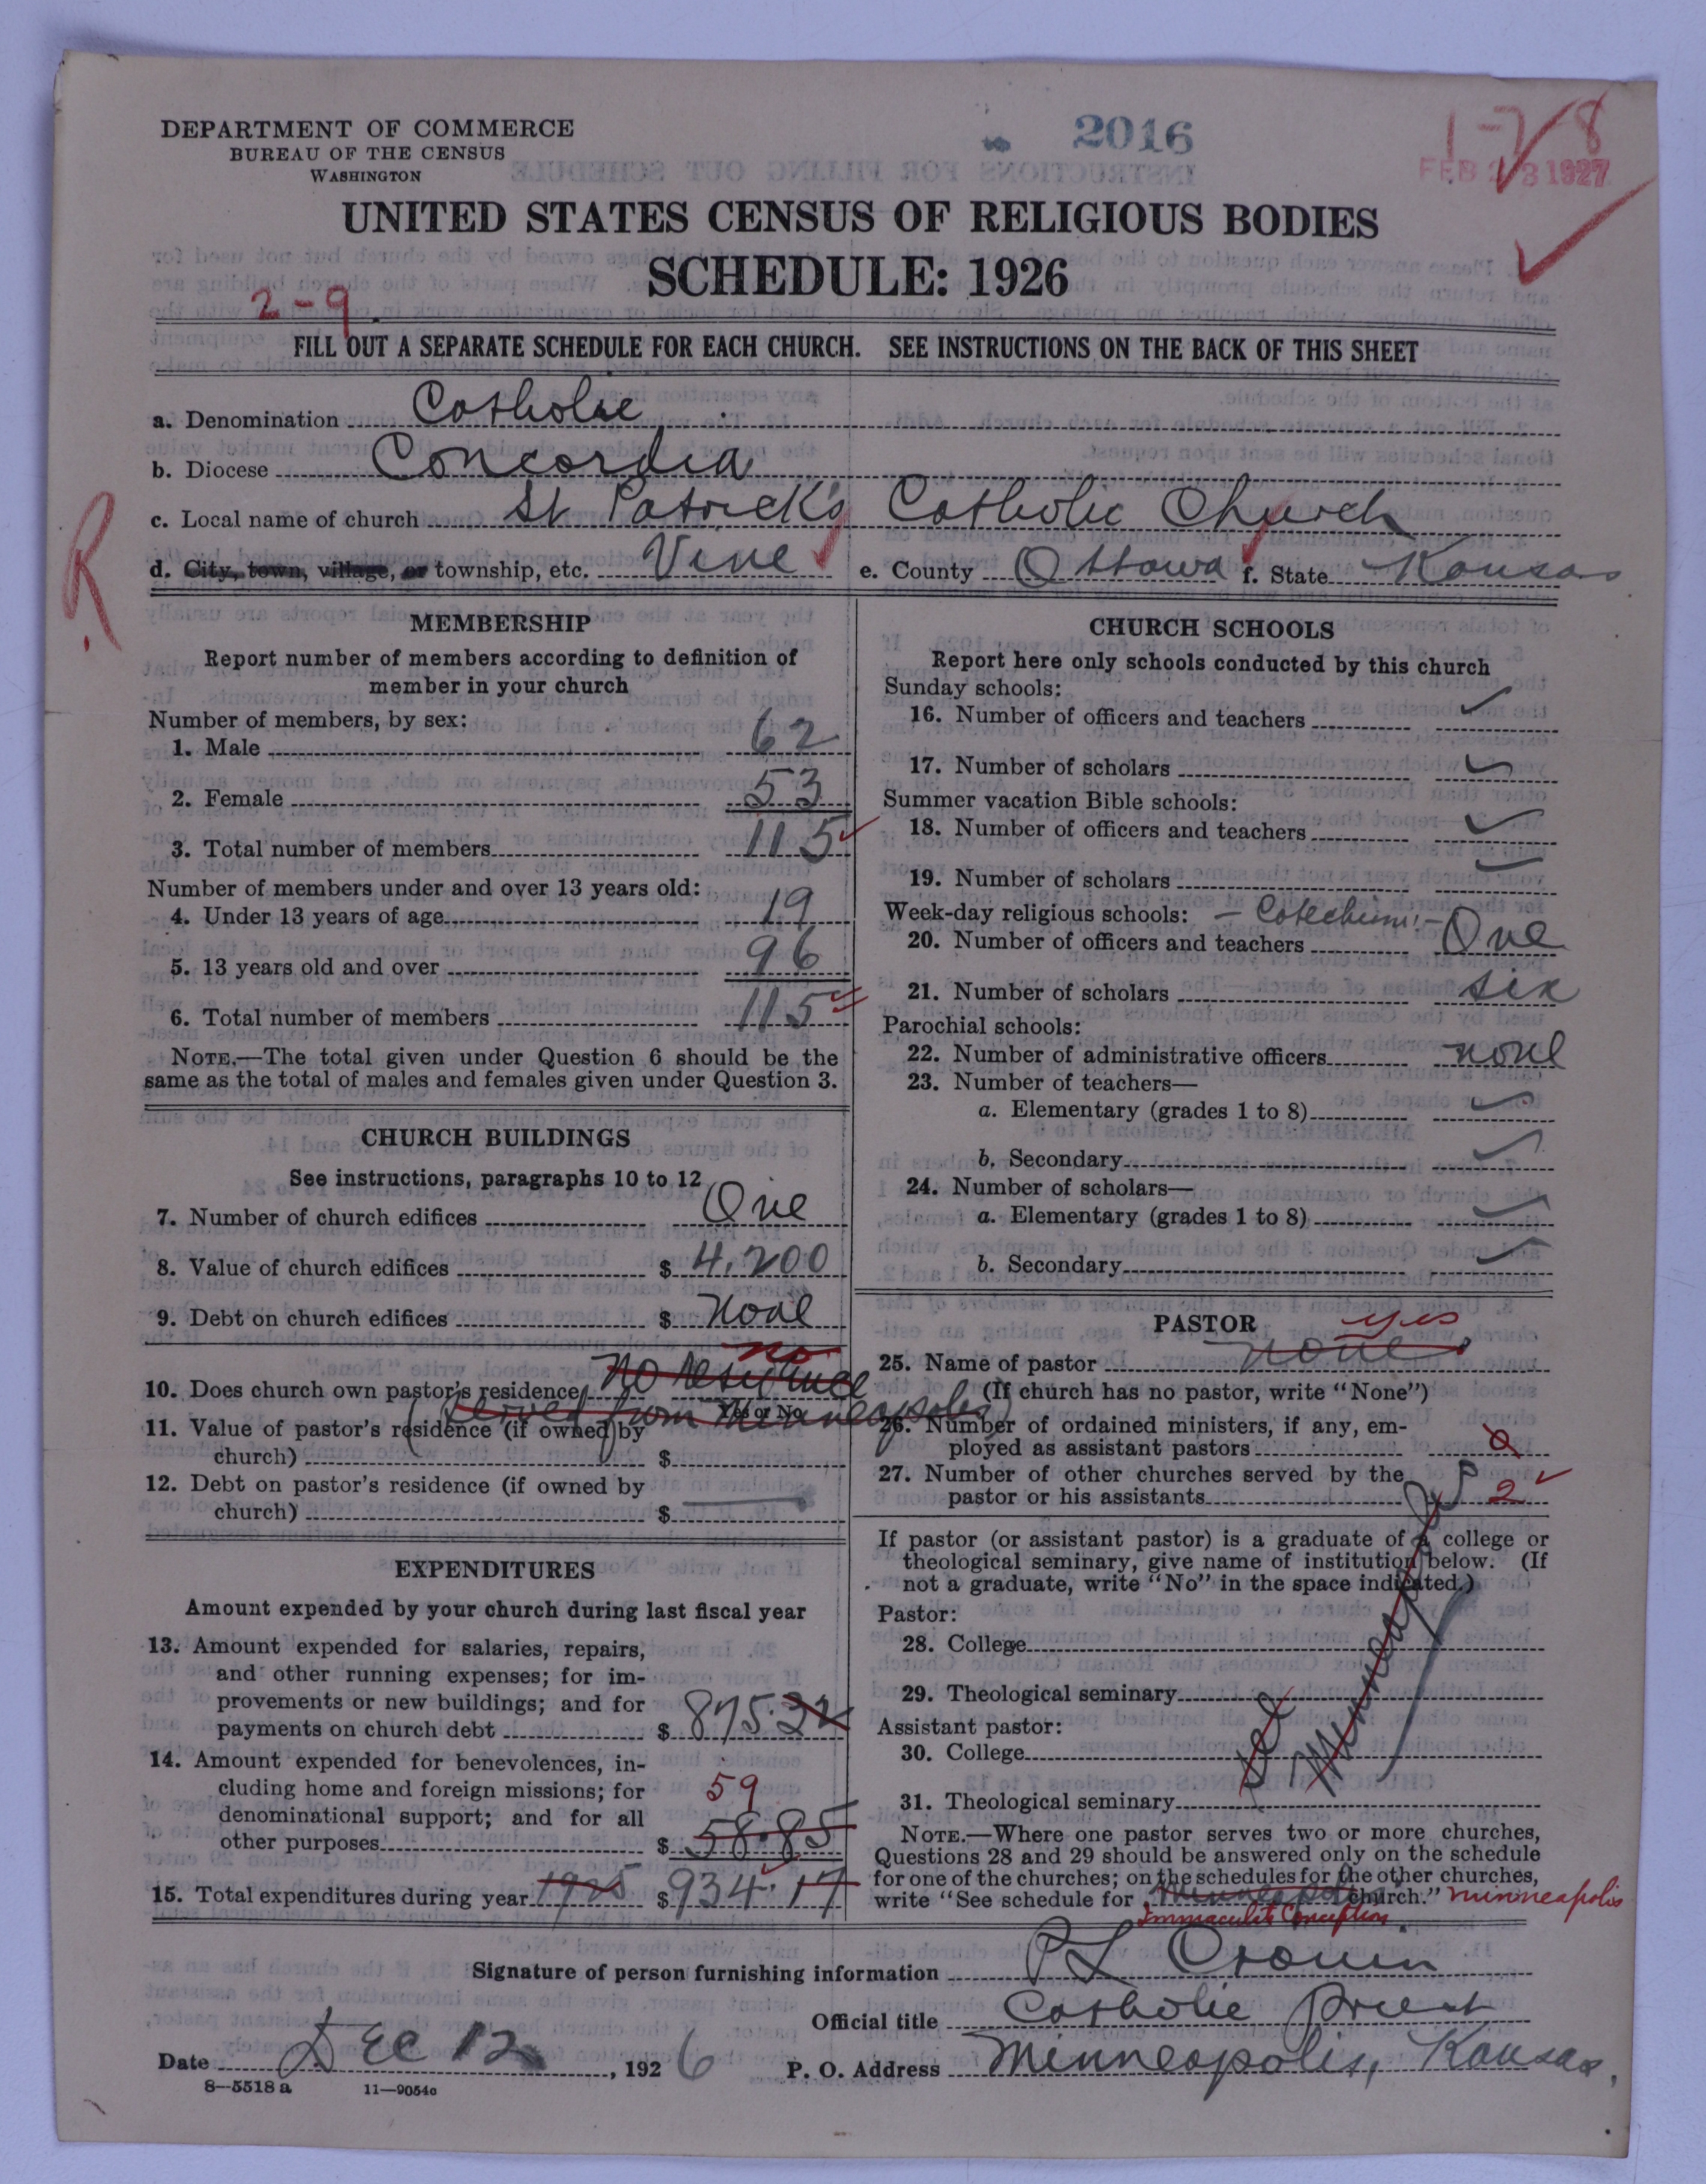 DEPARTMENT OF COMMERCE
BUREAU OF THE CENSUS
WASHINGTON
2016
1-7-8
FEB 23 1927
UNITED STATES CENSUS OF RELIGIOUS BODIES
SCHEDULE: 1926
2-9
FILL OUT A SEPARATE SCHEDULE FOR EACH CHURCH. SEE INSTRUCTIONS ON THE BACK OF THIS SHEET
a. Denomination Catholic
b. Diocese Concordia
R
c. Local name of church St Patrick's Catholic Church
d. City, town, village, or township, etc. Vine e. County Ottawa f. State Kansas
MEMBERSHIP
Report number of members according to definition of
member in your church
Number of members, by sex:
1. Male 62
2. Female 53
3. Total number of members 115
Number of members under and over 13 years old:
4. Under 13 years of age 19
5. 13 years old and over 96
6. Total number of members 115
NOTE.—The total given under Question 6 should be the
same as the total of males and females given under Question 3.
CHURCH BUILDINGS
See instructions, paragraphs 10 to 12
7. Number of church edifices One
8. Value of church edifices $ 4,200
9. Debt on church edifices $ None
no
10. Does church own pastor's residence No residence
Yes or No
(Served from Minneapolis)
11. Value of pastor's residence (if owned by
church) $
12. Debt on pastor's residence (if owned by
church) $
EXPENDITURES
Amount expended by your church during last fiscal year
13. Amount expended for salaries, repairs,
and other running expenses; for im-
provements or new buildings; and for
payments on church debt $ 875.32
14. Amount expended for benevolences, in-
cluding home and foreign missions; for
denominational support; and for all
59
other purposes $ 58.85
15. Total expenditures during year 1925 $ 934.17
CHURCH SCHOOLS
Report here only schools conducted by this church
Sunday schools:
16. Number of officers and teachers
17. Number of scholars
Summer vacation Bible schools:
18. Number of officers and teachers
19. Number of scholars
Week-day religious schools: - Catechism -
20. Number of officers and teachers One
21. Number of scholars six
Parochial schools:
22. Number of administrative officers none
23. Number of teachers—
a. Elementary (grades 1 to 8)
b. Secondary
24. Number of scholars—
a. Elementary (grades 1 to 8)
b. Secondary
PASTOR yes
25. Name of pastor none
(If church has no pastor, write "None")
26. Number of ordained ministers, if any, em-
ployed as assistant pastors 0
27. Number of other churches served by the
pastor or his assistants 2
If pastor (or assistant pastor) is a graduate of a college or
theological seminary, give name of institution below. (If
not a graduate, write "No" in the space indicated.)
Pastor:
28. College
29. Theological seminary
Assistant pastor:
30. College
31. Theological seminary
See Minneapolis
NOTE.—Where one pastor serves two or more churches,
Questions 28 and 29 should be answered only on the schedule
for one of the churches; on the schedules for the other churches,
write "See schedule for Minneapolis church." Minneapolis
Immaculate Conception
Signature of person furnishing information P L Cronin
Official title Catholic Priest
Date Dec 12, 1926 P. O. Address Minneapolis, Kansas.
8—5518 a 11—9054c